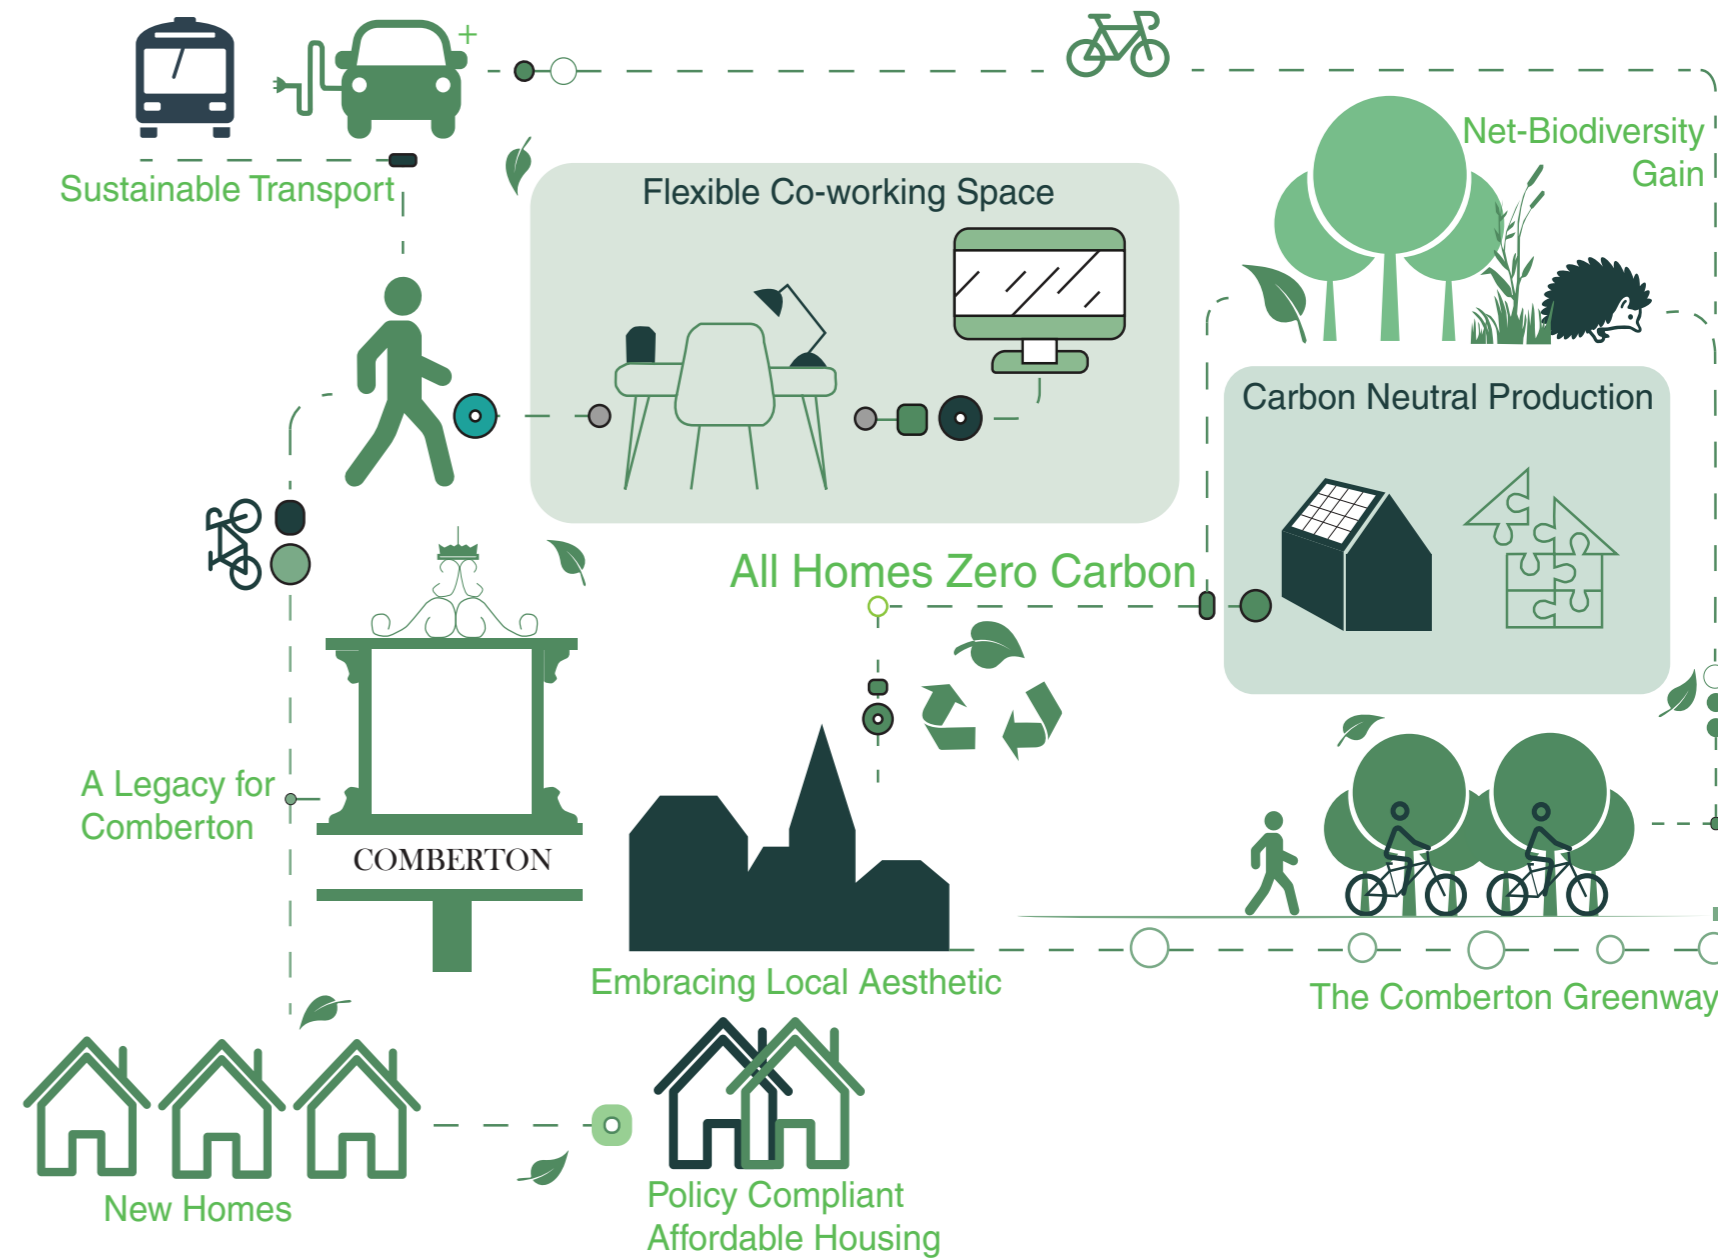 Sustainable Transport
Flexible Co-working Space
Net-Biodiversity
Gain
Carbon Neutral Production
All Homes Zero Carbon
A Legacy for
Comberton
COMBERTON
Embracing Local Aesthetic
The Comberton Greenway
New Homes
Policy Compliant
Affordable Housing